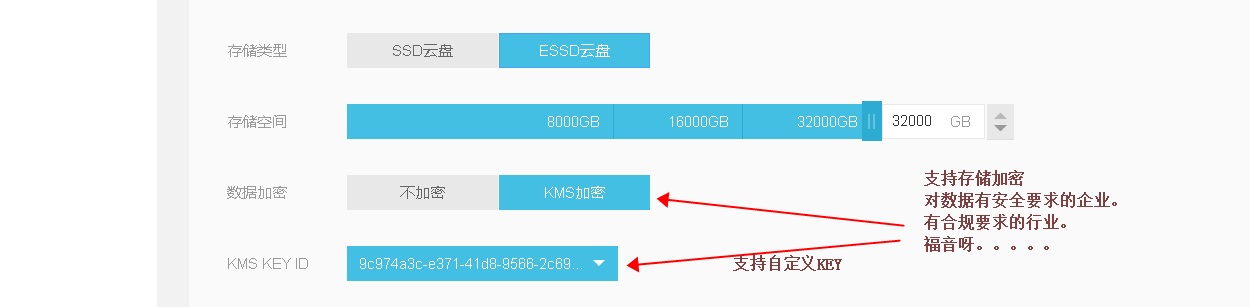 存储类型 SSD云盘 ESSD云盘
存储空间 8000GB 16000GB 32000GB 32000 GB
数据加密 不加密 KMS加密
支持存储加密
对数据有安全要求的企业。
有合规要求的行业。
福音呀。。。。。
KMS KEY ID 9c974a3c-e371-41d8-9566-2c69... 支持自定义KEY